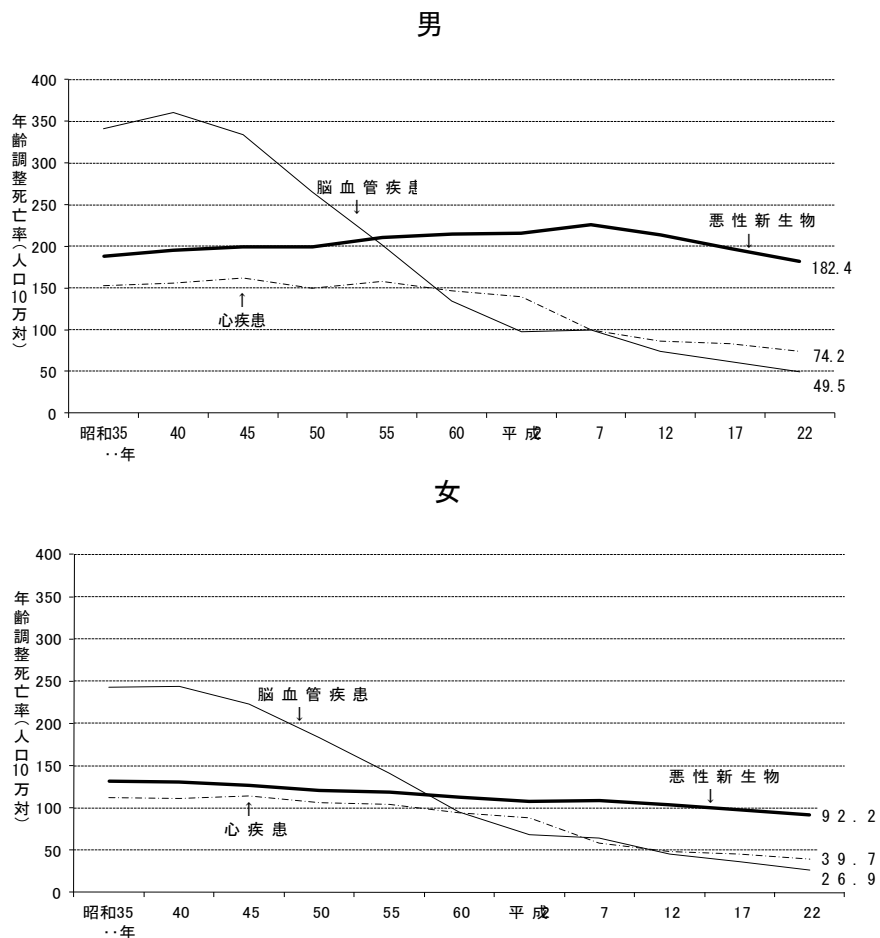 男
年齢調整死亡率（人口10万対）
400
350
300
250
200
150
100
50
0
脳血管疾患
↓
悪性新生物
↓
↑
心疾患
182.4
74.2
49.5
昭和35 40 45 50 55 60 平成2 7 12 17 22
‥年
女
年齢調整死亡率（人口10万対）
400
350
300
250
200
150
100
50
0
脳血管疾患
↓
悪性新生物
↓
↑
心疾患
92.2
39.7
26.9
昭和35 40 45 50 55 60 平成2 7 12 17 22
‥年